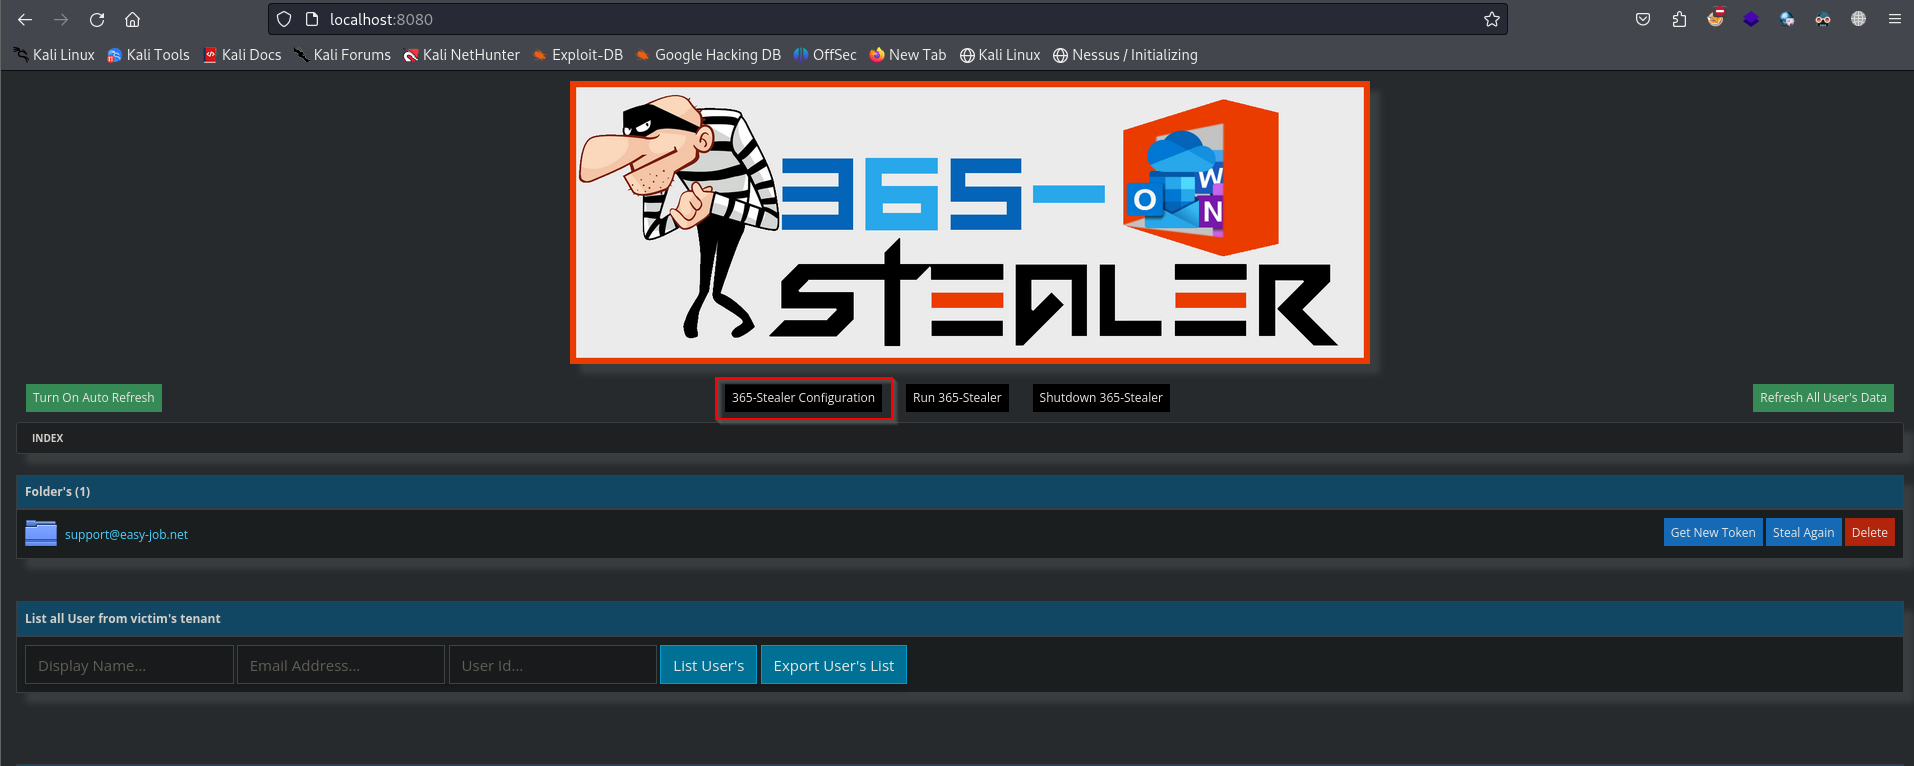 localhost:8080
Kali Linux Kali Tools Kali Docs Kali Forums Kali NetHunter Exploit-DB Google Hacking DB OffSec New Tab Kali Linux Nessus / Initializing
365-
O W N
STEALER
Turn On Auto Refresh 365-Stealer Configuration Run 365-Stealer Shutdown 365-Stealer Refresh All User's Data
INDEX
Folder's (1)
support@easy-job.net Get New Token Steal Again Delete
List all User from victim's tenant
Display Name... Email Address... User Id... List User's Export User's List